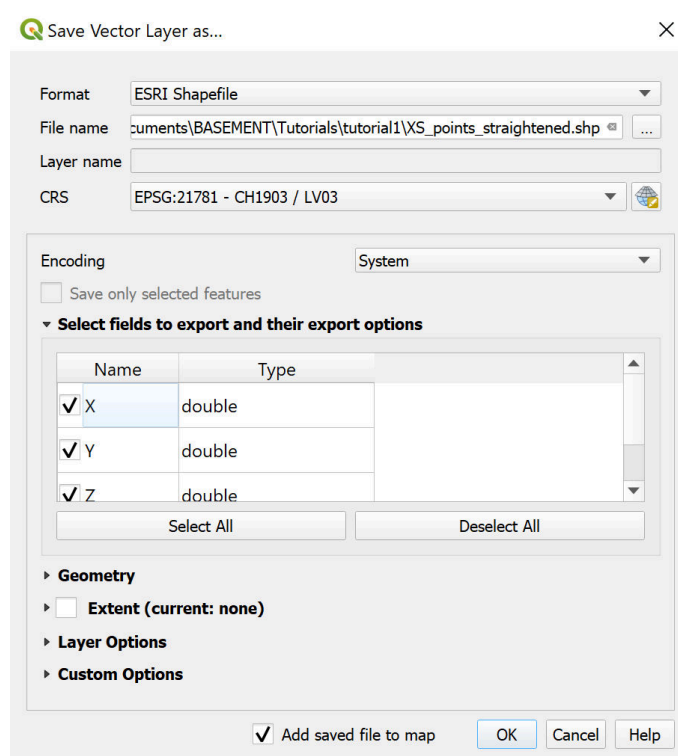 Save Vector Layer as...
Format ESRI Shapefile
File name cuments\BASEMENT\Tutorials\tutorial1\XS_points_straightened.shp ...
Layer name
CRS EPSG:21781 - CH1903 / LV03
Encoding System
Save only selected features
Select fields to export and their export options
Name Type
X double
Y double
Z double
Select All Deselect All
Geometry
Extent (current: none)
Layer Options
Custom Options
Add saved file to map OK Cancel Help